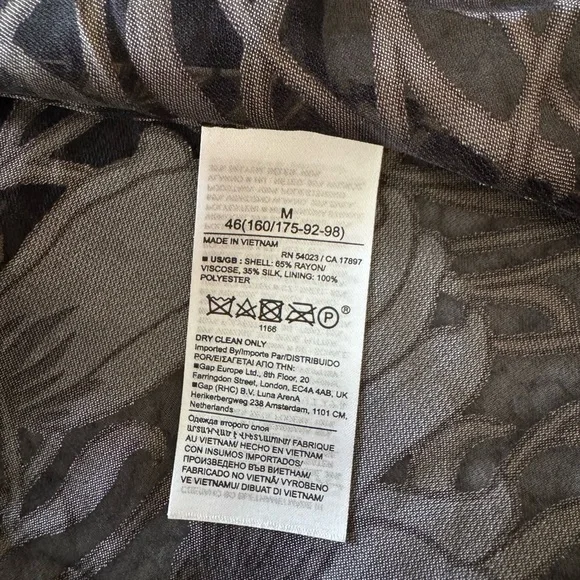 M
46(160/175-92-98)
MADE IN VIETNAM
RN 54023 / CA 17897
■ US/GB : SHELL: 65% RAYON/
VISCOSE, 35% SILK, LINING: 100%
POLYESTER
P ®
1166
DRY CLEAN ONLY
Imported By/Importe Par/DISTRIBUIDO
POR/ΕΙΣΑΓΕΤΑΙ ΑΠΟ ΤΗΝ:
■Gap Europe Ltd., 8th Floor, 20
Farringdon Street, London, EC4A 4AB, UK
■Gap (RHC) B.V. Luna ArenA
Herikerbergweg 238 Amsterdam, 1101 CM.
Netherlands
Одежда второго слоя
FABRIQUE
AU VIETNAM/ HECHO EN VIETNAM
CON INSUMOS IMPORTADOS/
ПРОИЗВЕДЕНО ВЪВ ВИЕТНАМ/
FABRICADO NO VIETNÃ/ VYROBENO
VE VIETNAMU/ DIBUAT DI VIETNAM/